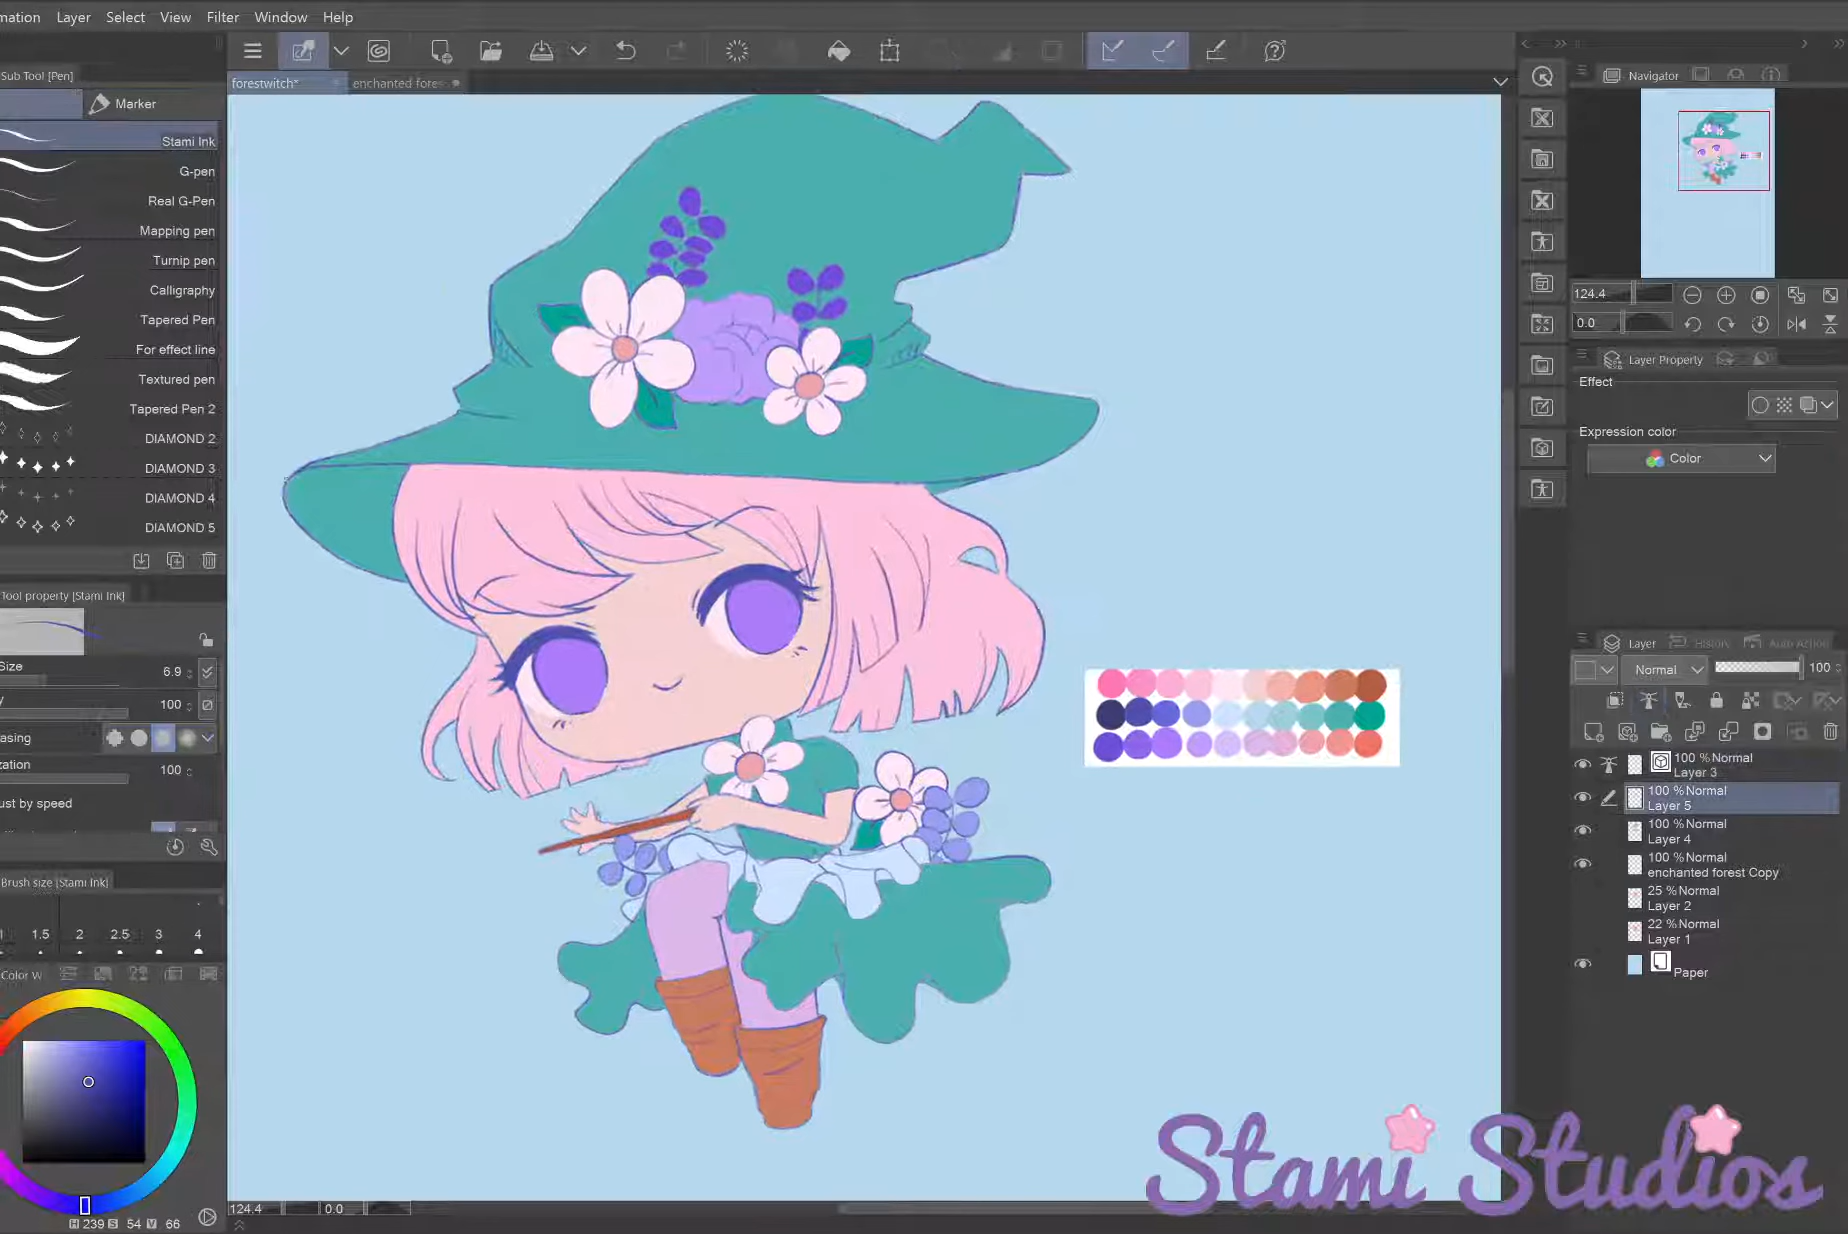 mation Layer Select View Filter Window Help
Sub Tool [Pen]
Marker
forestwitch*
enchanted fores
Stami Ink
G-pen
Real G-Pen
Mapping pen
Turnip pen
Calligraphy
Tapered Pen
For effect line
Textured pen
Tapered Pen 2
DIAMOND 2
DIAMOND 3
DIAMOND 4
DIAMOND 5
Tool property [Stami Ink]
Size 6.9
y 100
asing
zation 100
ust by speed
Brush size [Stami Ink]
1 1.5 2 2.5 3 4
Color W
H 239 S 54 V 66
124.4 0.0
Navigator
124.4
0.0
Layer Property
Effect
Expression color
Color
Layer History Auto Action
Normal 100
100 %Normal
Layer 3
100 %Normal
Layer 5
100 %Normal
Layer 4
100 %Normal
enchanted forest Copy
25 %Normal
Layer 2
22 %Normal
Layer 1
Paper
Stami Studios